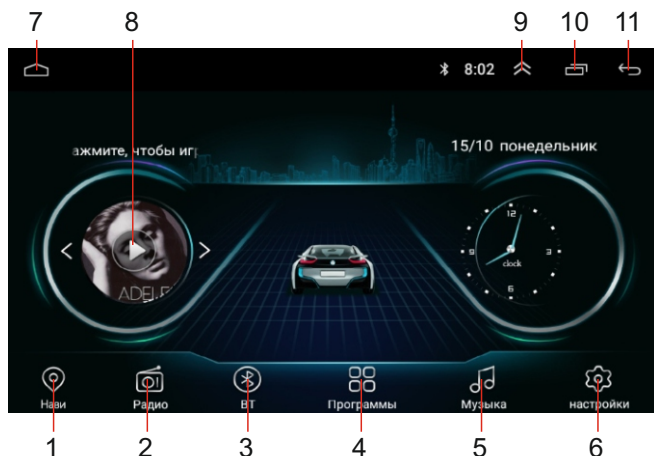 7 8 9 10 11
8:02
ажмите, чтобы игр
15/10 понедельник
12
9 3
clock
6
ADELE
Нави Радио BT Программы Музыка настройки
1 2 3 4 5 6